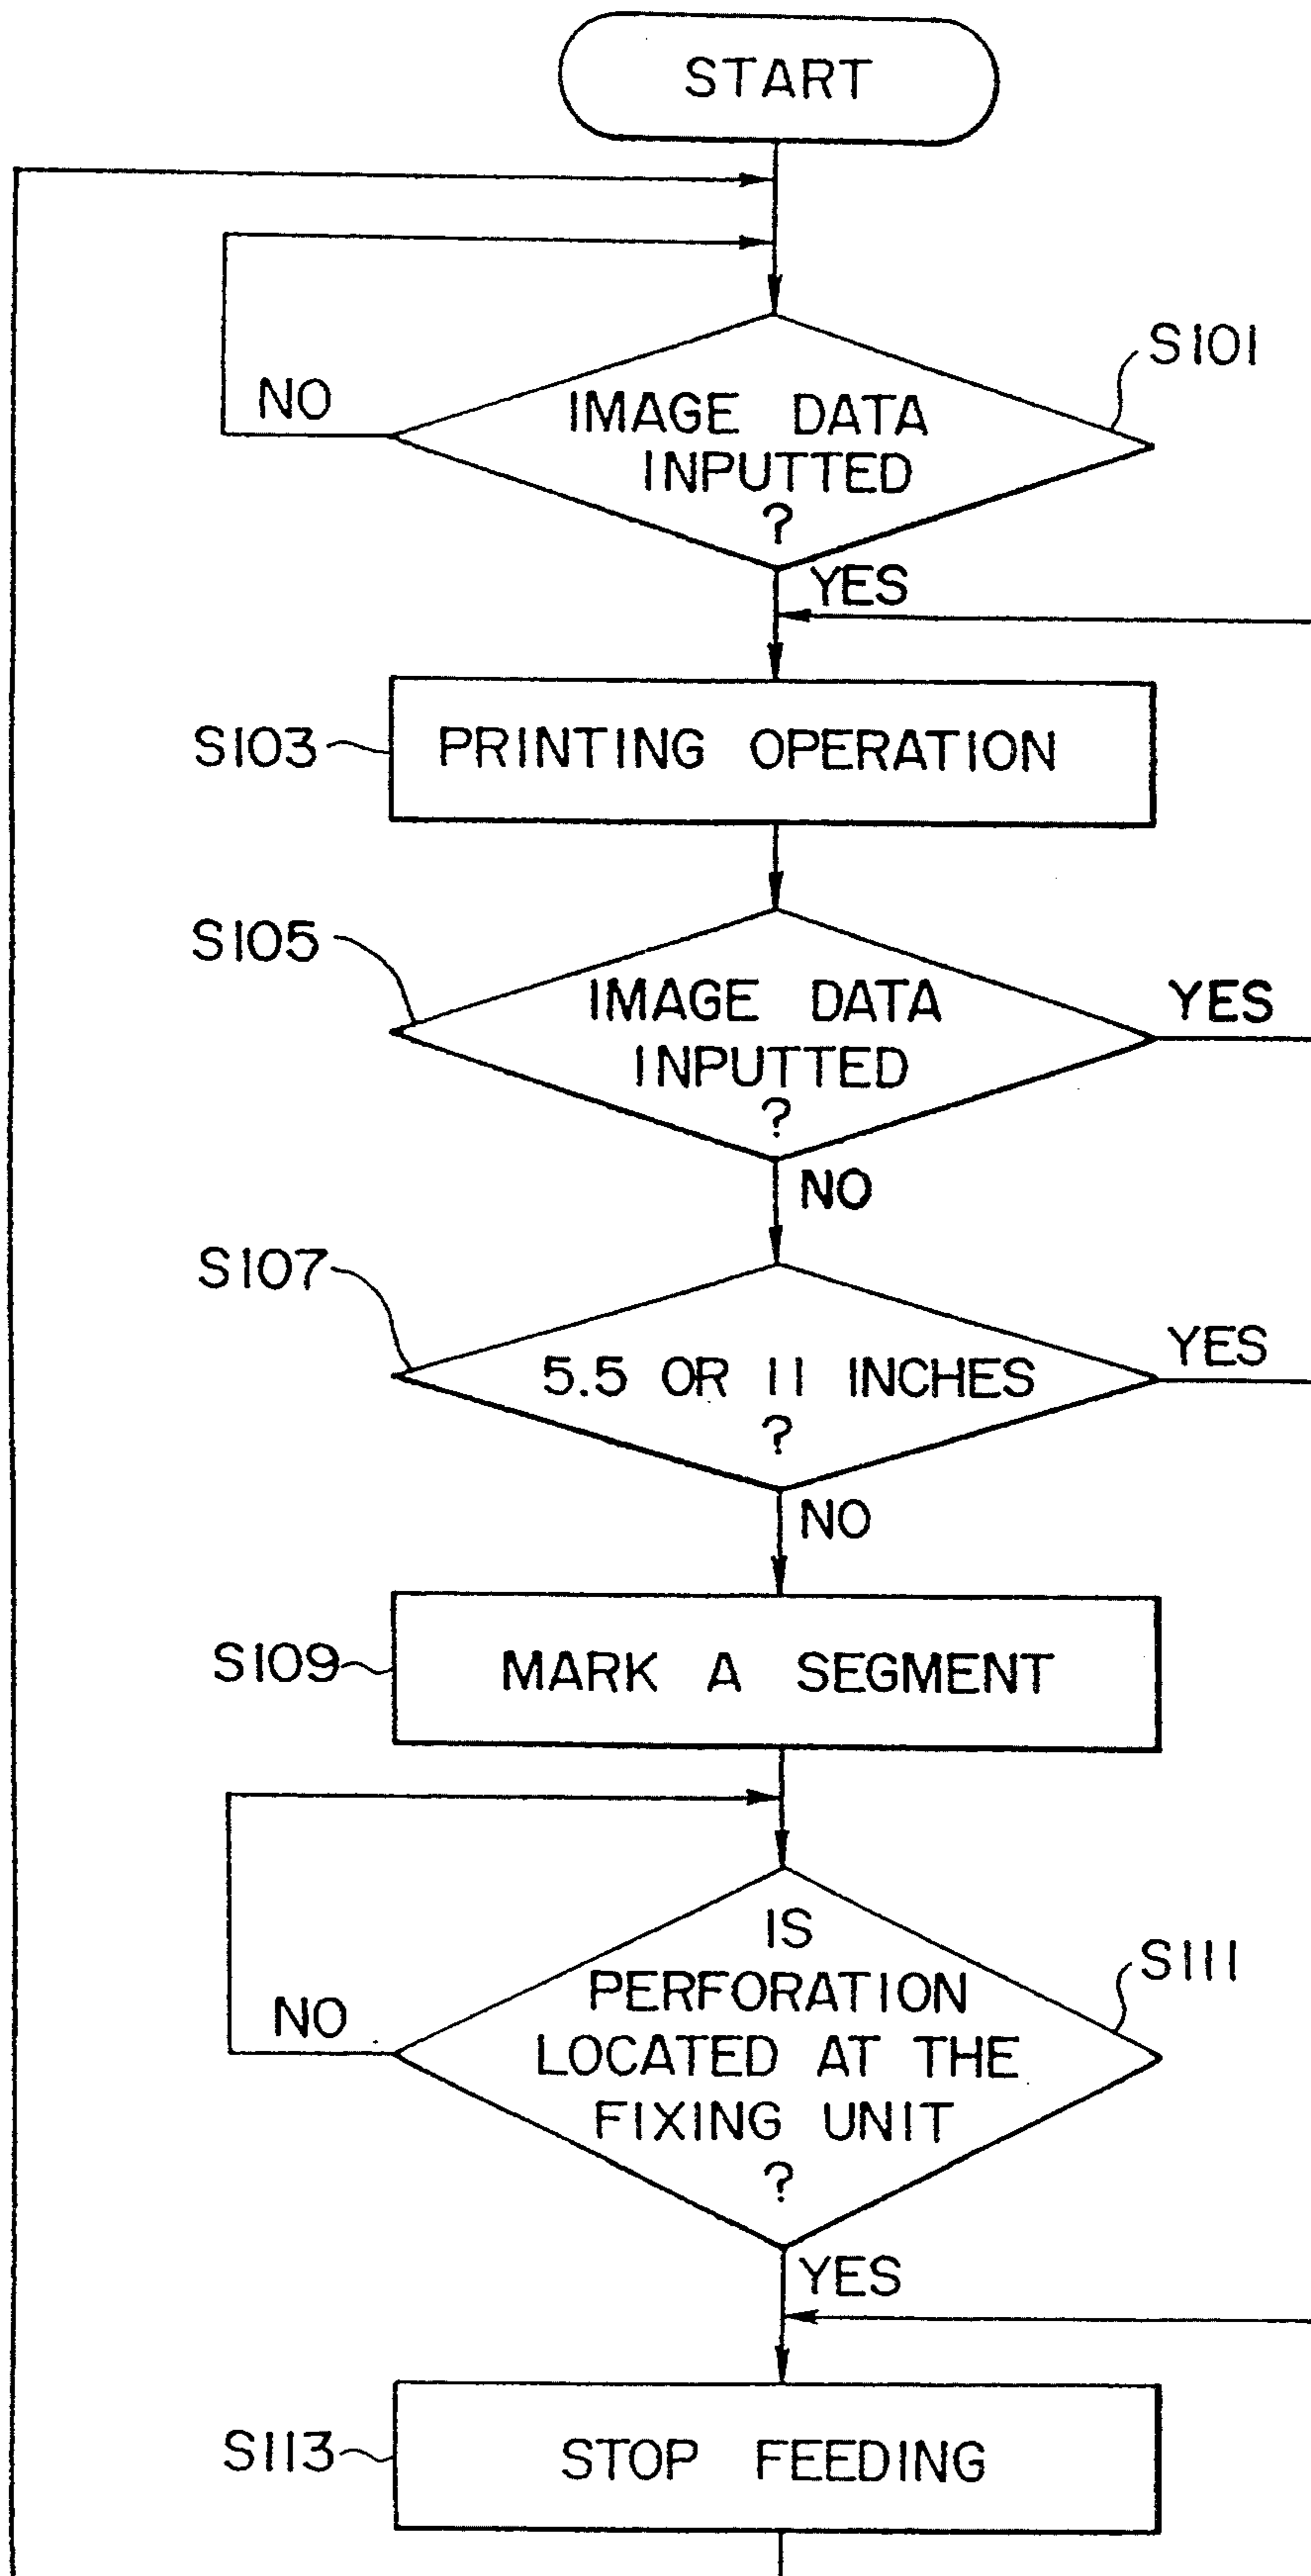 START
S101
NO
IMAGE DATA
INPUTTED
?
YES
S103
PRINTING OPERATION
S105
IMAGE DATA
INPUTTED
?
YES
NO
S107
5.5 OR 11 INCHES
?
YES
NO
S109
MARK A SEGMENT
IS
PERFORATION
LOCATED AT THE
FIXING UNIT
?
S111
NO
YES
S113
STOP FEEDING